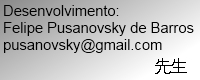 Desenvolvimento:
Felipe Pusanovsky de Barros
pusanovsky@gmail.com
先生